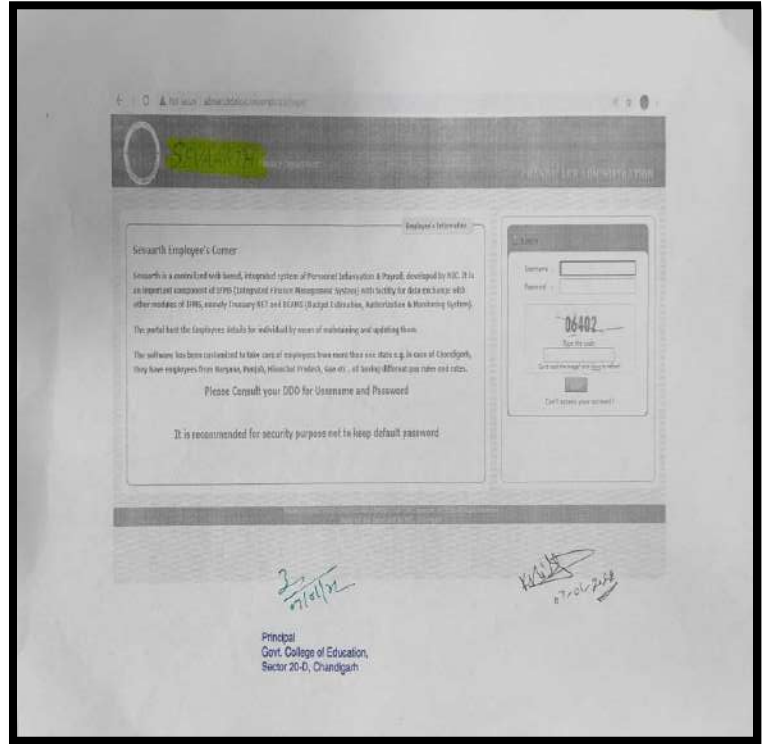 Not secure
SEVAARTH
Employee's Information
Sevaarth Employee's Corner
Sevaarth is a centralized web based, integrated system of Personnel Information & Payroll, developed by NIC. It is
an important component of IFMS (Integrated Finance Management System) with facility for data exchange with
other modules of IFMS, namely Treasury NET and BEAMS (Budget Estimation, Authorization & Monitoring System).
The portal host the Employees details for individual by users of maintaining and updating them.
The software has been customized to take care of employees from more than one state e.g. in case of Chandigarh,
they have employees from Haryana, Punjab, Himachal Pradesh, Goa etc., of having different pay rules and rates.
Please Consult your DDO for Username and Password
It is recommended for security purpose not to keep default password
Login
Username
Password
06402
Type the code
Can't access your account?
Principal
Govt. College of Education,
Sector 20-D, Chandigarh